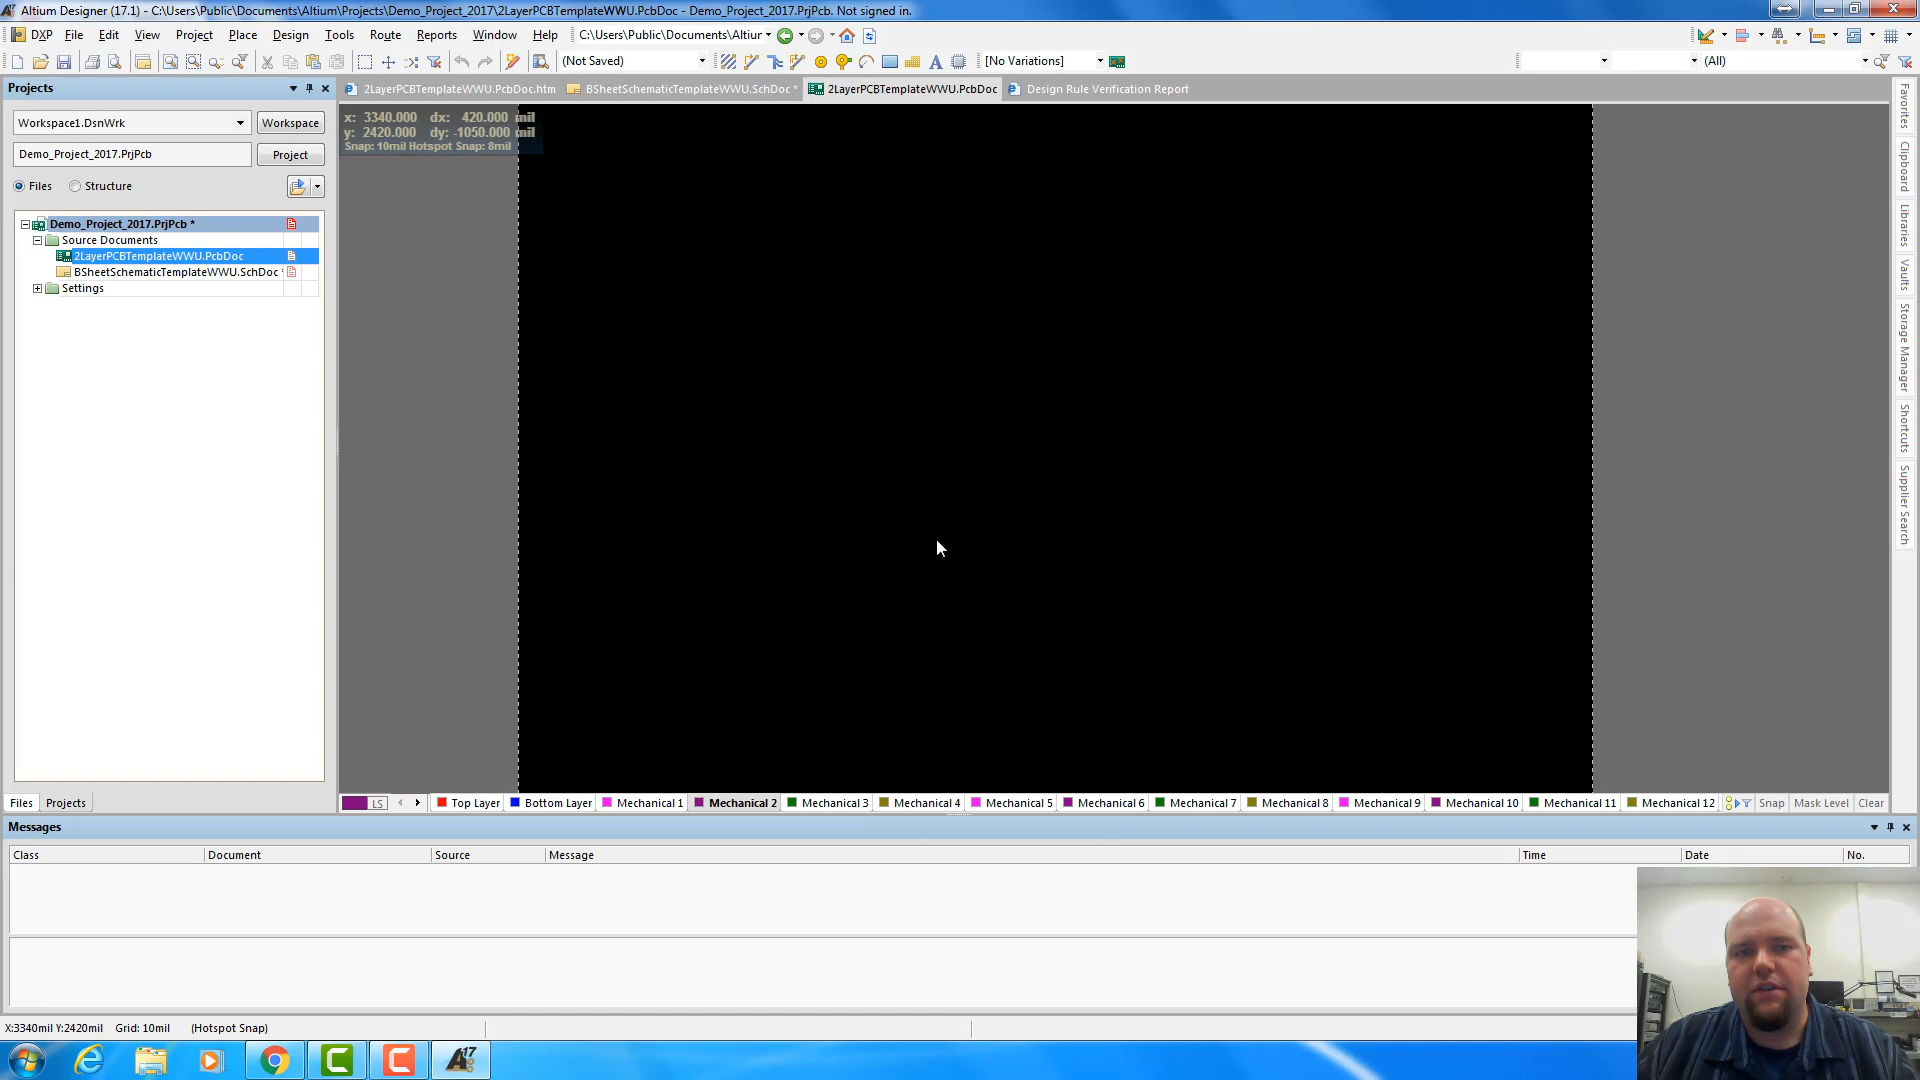 Altium Designer (17.1) - C:\Users\Public\Documents\Altium\Projects\Demo_Project_2017\2LayerPCBTemplateWWU.PcbDoc - Demo_Project_2017.PrjPcb. Not signed in.
DXP File Edit View Project Place Design Tools Route Reports Window Help C:\Users\Public\Documents\Altiur
(Not Saved) [No Variations] (All)
Projects
2LayerPCBTemplateWWU.PcbDoc.htm BSheetSchematicTemplateWWU.SchDoc * 2LayerPCBTemplateWWU.PcbDoc Design Rule Verification Report
Workspace1.DsnWrk Workspace
Demo_Project_2017.PrjPcb Project
Files Structure
Demo_Project_2017.PrjPcb *
Source Documents
2LayerPCBTemplateWWU.PcbDoc
BSheetSchematicTemplateWWU.SchDoc *
Settings
x: 3340.000 dx: 420.000 mil
y: 2420.000 dy: -1050.000 mil
Snap: 10mil Hotspot Snap: 8mil
Favorites
Clipboard
Libraries
Vaults
Storage Manager
Shortcuts
Supplier Search
Files Projects
LS Top Layer Bottom Layer Mechanical 1 Mechanical 2 Mechanical 3 Mechanical 4 Mechanical 5 Mechanical 6 Mechanical 7 Mechanical 8 Mechanical 9 Mechanical 10 Mechanical 11 Mechanical 12 Snap Mask Level Clear
Messages
Class Document Source Message Time Date No.
X:3340mil Y:2420mil Grid: 10mil (Hotspot Snap)
17